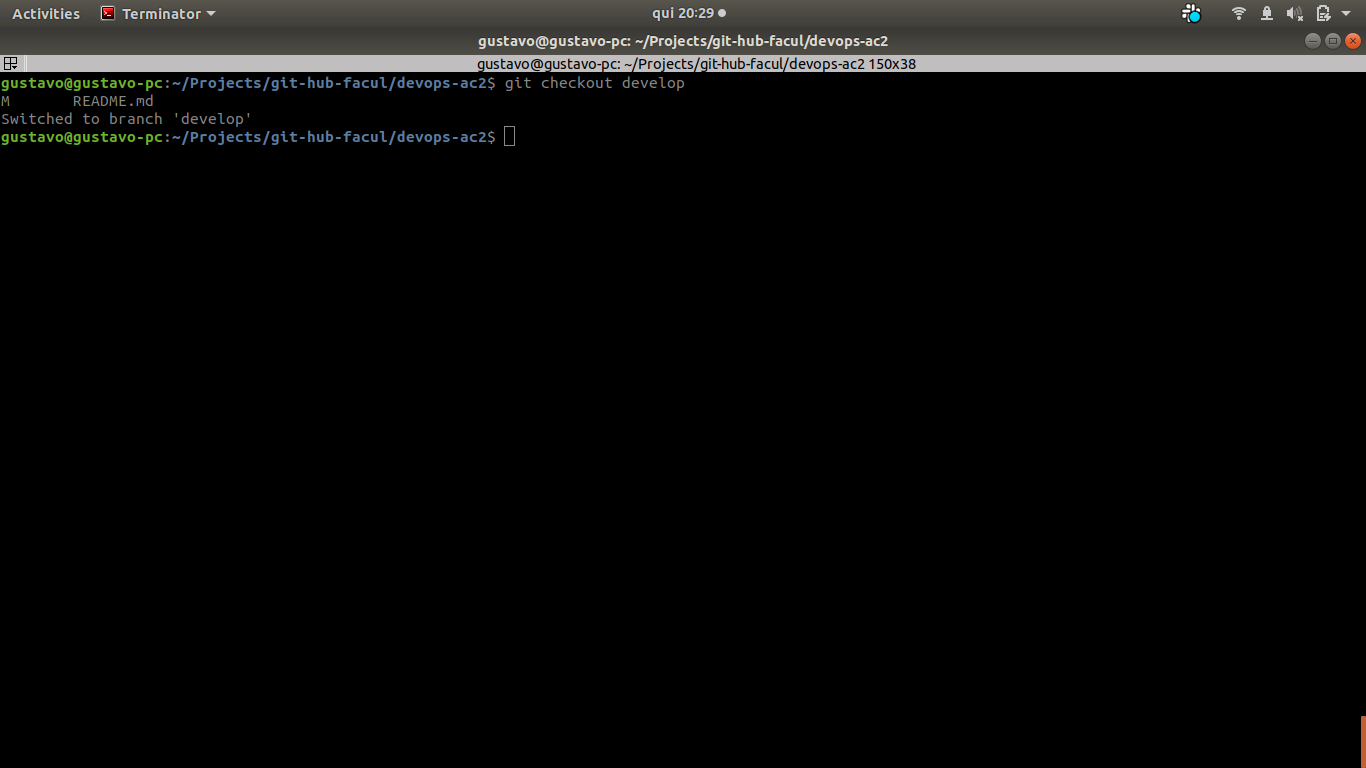 Activities Terminator qui 20:29
gustavo@gustavo-pc: ~/Projects/git-hub-facul/devops-ac2
gustavo@gustavo-pc: ~/Projects/git-hub-facul/devops-ac2 150x38
gustavo@gustavo-pc:~/Projects/git-hub-facul/devops-ac2$ git checkout develop
M       README.md
Switched to branch 'develop'
gustavo@gustavo-pc:~/Projects/git-hub-facul/devops-ac2$